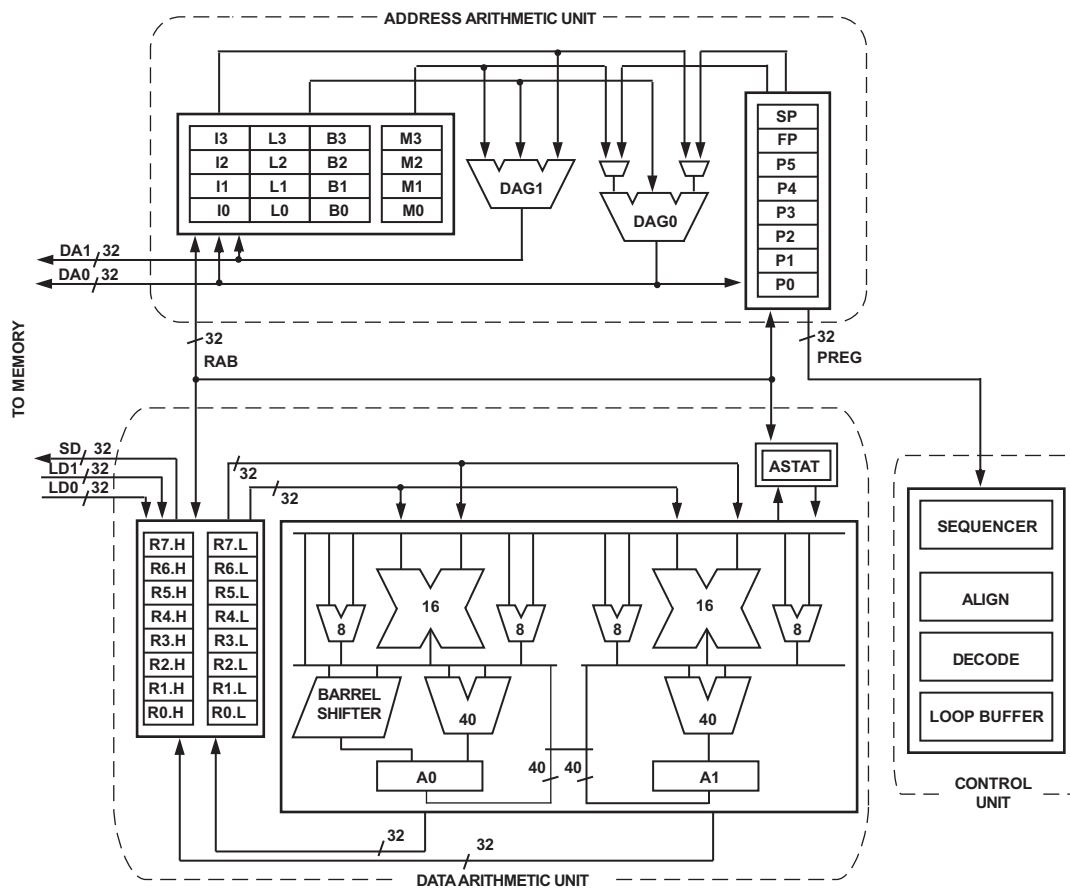 ADDRESS ARITHMETIC UNIT
SP
FP
P5
P4
P3
P2
P1
P0
I3 L3 B3 M3
I2 L2 B2 M2
I1 L1 B1 M1
I0 L0 B0 M0
DAG1
DAG0
DA1 32
DA0 32
32
RAB
32
PREG
TO MEMORY
SD 32
LD1 32
LD0 32
32
32
ASTAT
R7.H R7.L
R6.H R6.L
R5.H R5.L
R4.H R4.L
R3.H R3.L
R2.H R2.L
R1.H R1.L
R0.H R0.L
8 16 8 8 16 8
BARREL
SHIFTER
40 40
A0 40 40 A1
32
32
DATA ARITHMETIC UNIT
SEQUENCER
ALIGN
DECODE
LOOP BUFFER
CONTROL
UNIT